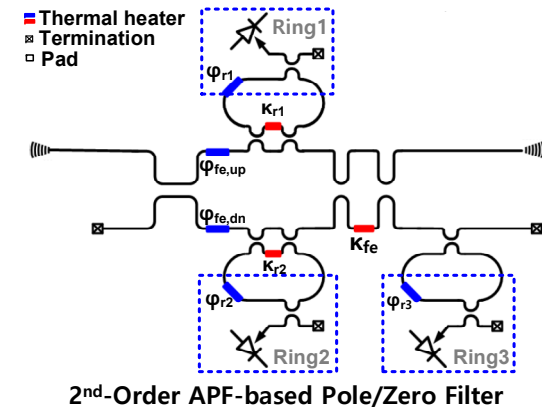 Thermal heater
Termination
Pad
Ring1
φr1
κr1
φfe,up
φfe,dn
κfe
κr2
φr2
φr3
Ring2
Ring3
2nd-Order APF-based Pole/Zero Filter